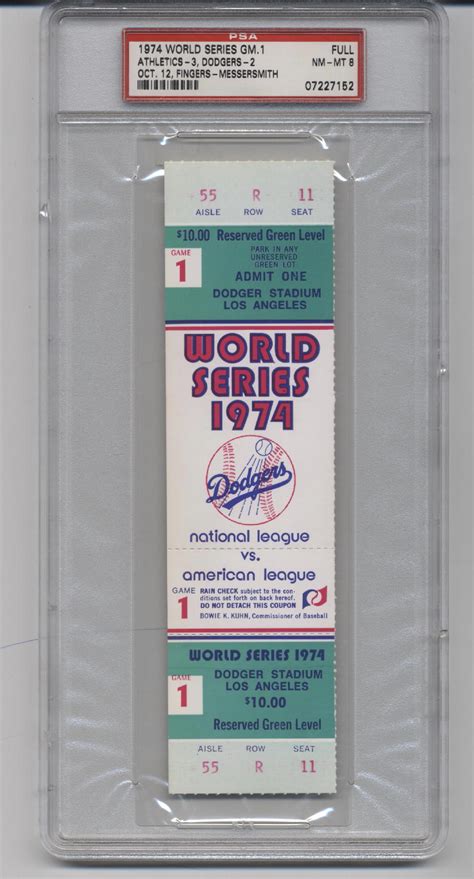 PSA
1974 WORLD SERIES GM.1 FULL
ATHLETICS-3, DODGERS-2 NM-MT 8
OCT. 12, FINGERS-MESSERSMITH
07227152
55 R 11
AISLE ROW SEAT
$10.00 Reserved Green Level
GAME
1
PARK IN ANY
UNRESERVED
GREEN LOT
ADMIT ONE
DODGER STADIUM
LOS ANGELES
WORLD
SERIES
1974
Dodgers
national league
vs.
american league
GAME
1
RAIN CHECK subject to the con-
ditions set forth on back hereof.
DO NOT DETACH THIS COUPON
BOWIE K. KUHN, Commissioner of Baseball
WORLD SERIES 1974
GAME
1
DODGER STADIUM
LOS ANGELES
$10.00
Reserved Green Level
AISLE ROW SEAT
55 R 11